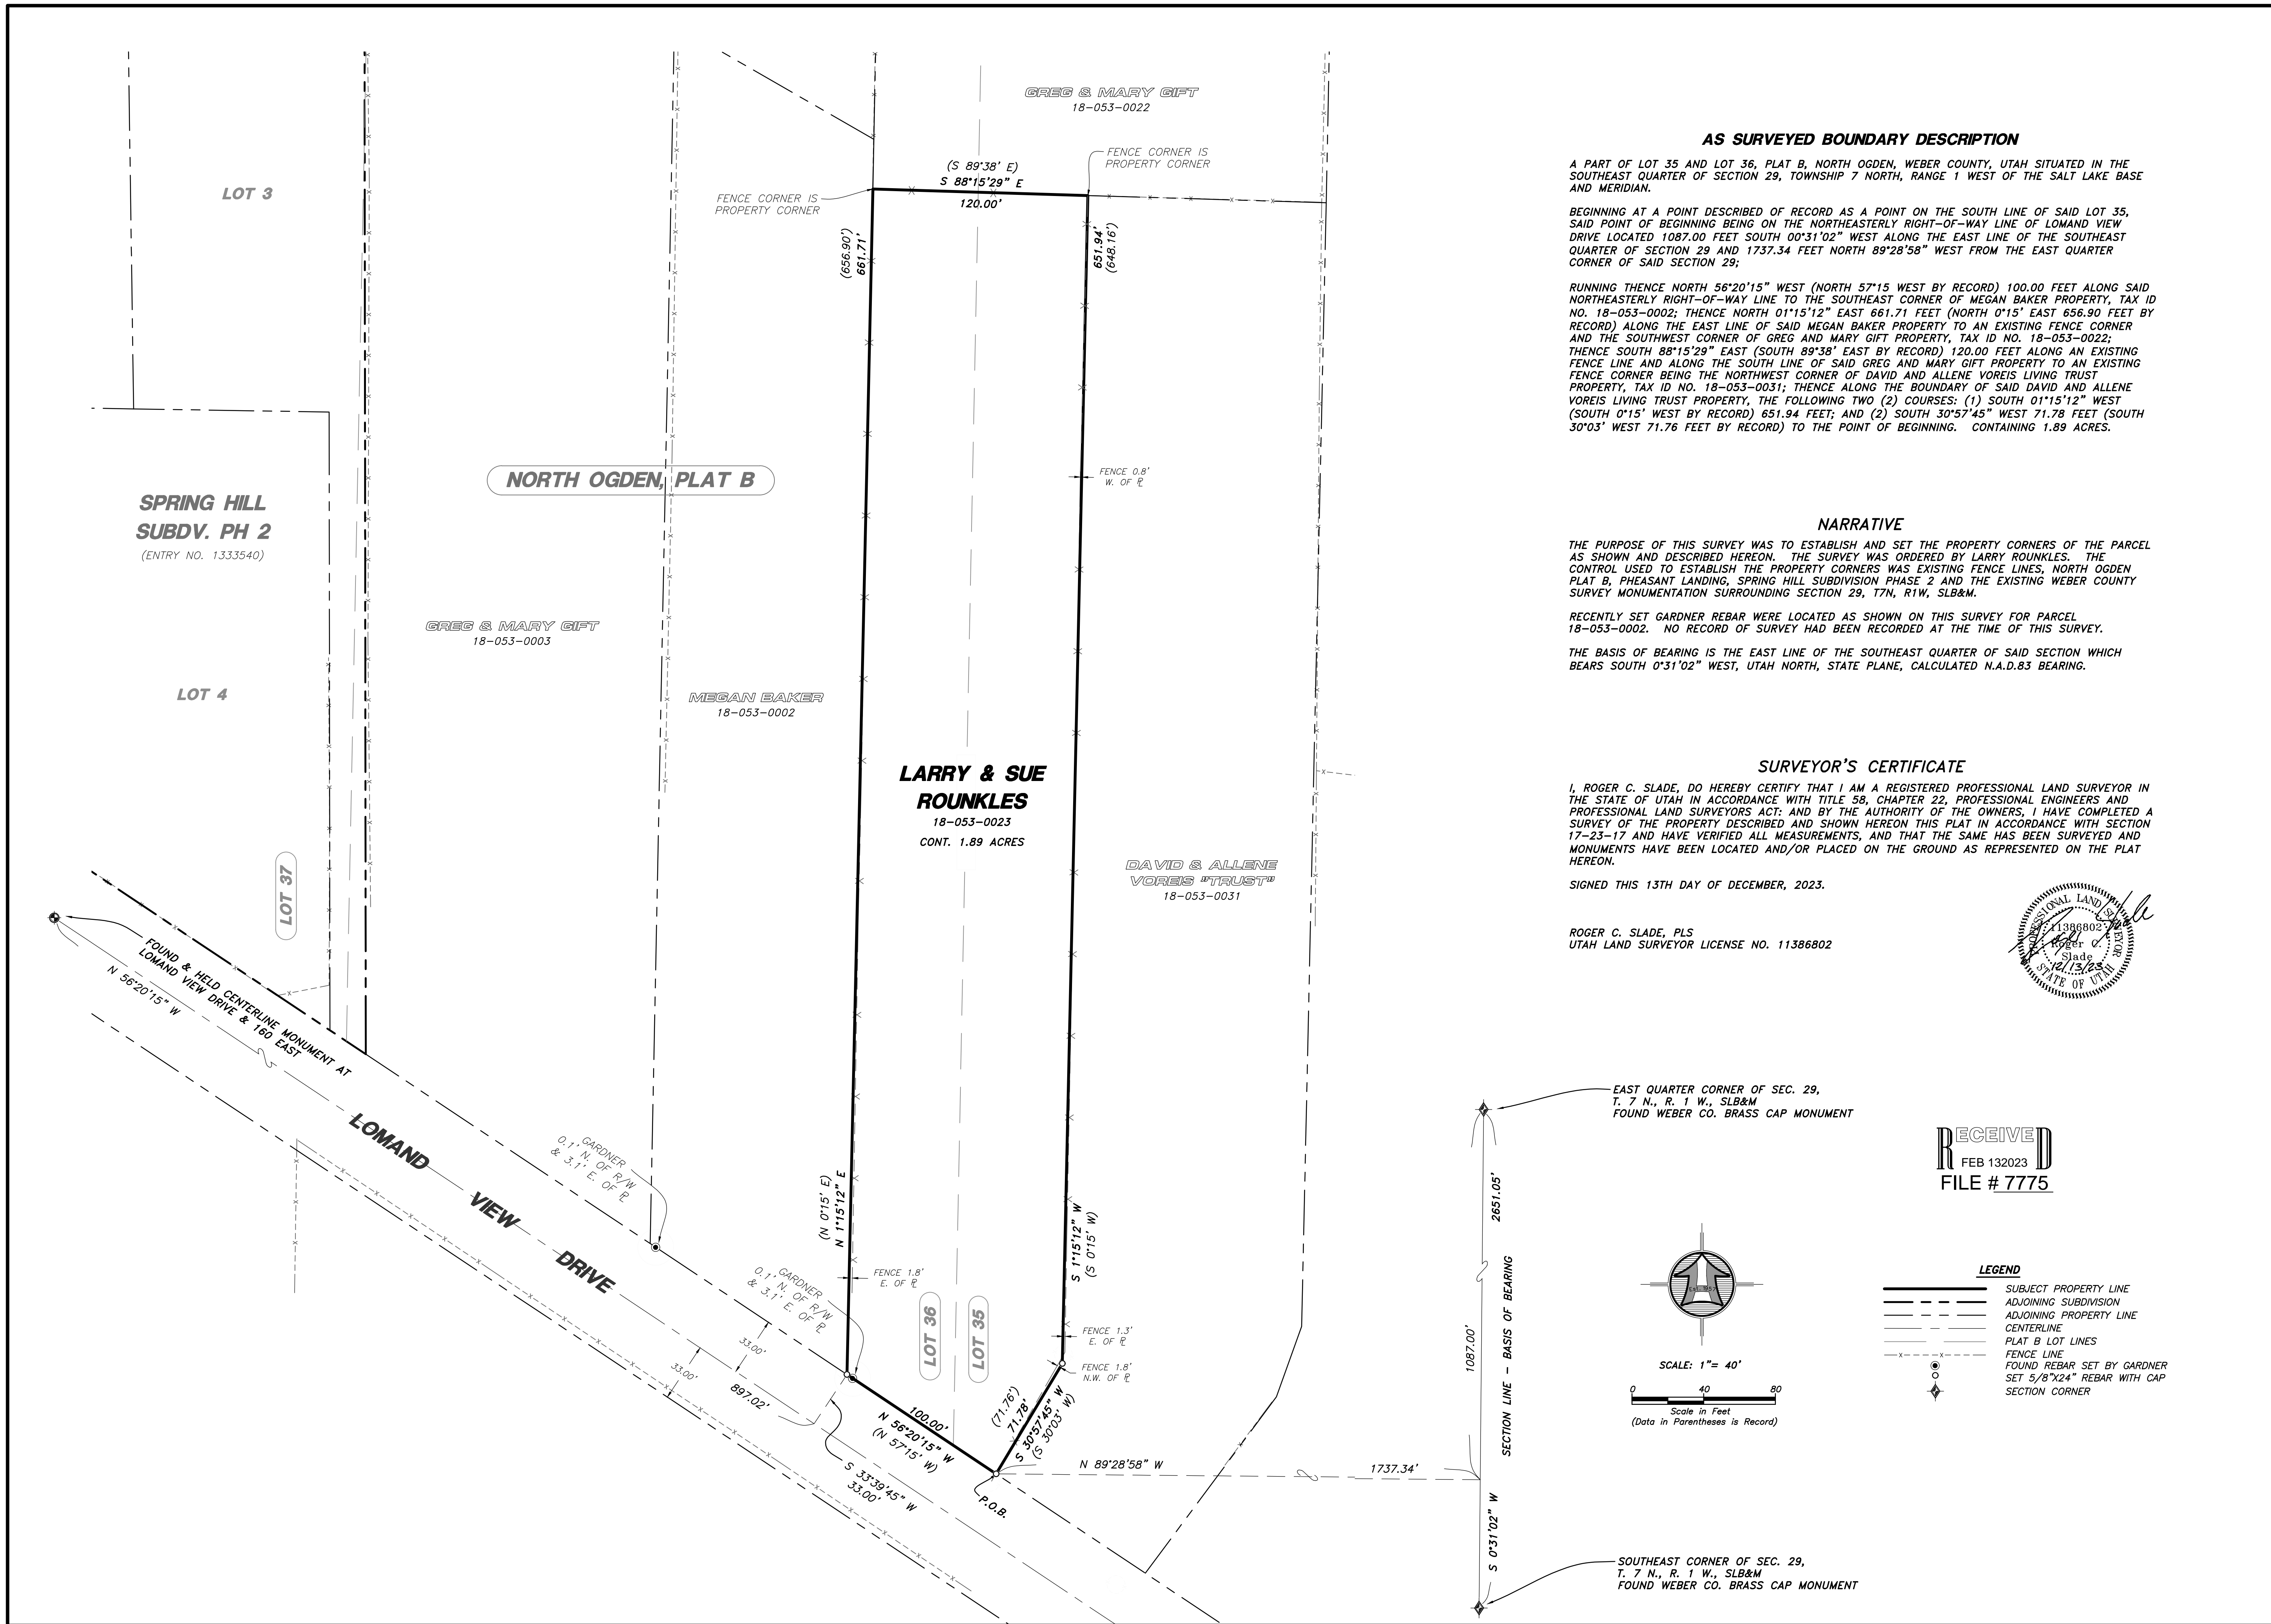 GREG & MARY GIFT
18-053-0022
(S 89°38' E)
S 88°15'29" E
120.00'
FENCE CORNER IS
PROPERTY CORNER
FENCE CORNER IS
PROPERTY CORNER
LOT 3
(656.90')
661.71'
651.94'
(648.16')
NORTH OGDEN, PLAT B
FENCE 0.8'
W. OF ℙ
SPRING HILL
SUBDV. PH 2
(ENTRY NO. 1333540)
GREG & MARY GIFT
18-053-0003
LOT 4
MEGAN BAKER
18-053-0002
LARRY & SUE
ROUNKLES
18-053-0023
CONT. 1.89 ACRES
DAVID & ALLENE
VOREIS "TRUST"
18-053-0031
LOT 37
FOUND & HELD CENTERLINE MONUMENT AT
LOMAND VIEW DRIVE & 160 EAST
N 56°20'15" W
LOMAND VIEW DRIVE
GARDNER
0.1' N. OF R/W
& 3.1' E. OF ℙ
GARDNER
0.1' N. OF R/W
& 3.1' E. OF ℙ
(N 0°15' E)
N 1°15'12" E
S 1°15'12" W
(S 0°15' W)
FENCE 1.8'
E. OF ℙ
LOT 36
LOT 35
FENCE 1.3'
E. OF ℙ
FENCE 1.8'
N.W. OF ℙ
33.00'
33.00'
897.02'
100.00'
N 56°20'15" W
(N 57°15' W)
(71.76')
71.78'
S 30°57'45" W
(S 30°03' W)
S 33°39'45" W
33.00'
P.O.B.
N 89°28'58" W
1737.34'
AS SURVEYED BOUNDARY DESCRIPTION
A PART OF LOT 35 AND LOT 36, PLAT B, NORTH OGDEN, WEBER COUNTY, UTAH SITUATED IN THE
SOUTHEAST QUARTER OF SECTION 29, TOWNSHIP 7 NORTH, RANGE 1 WEST OF THE SALT LAKE BASE
AND MERIDIAN.
BEGINNING AT A POINT DESCRIBED OF RECORD AS A POINT ON THE SOUTH LINE OF SAID LOT 35,
SAID POINT OF BEGINNING BEING ON THE NORTHEASTERLY RIGHT-OF-WAY LINE OF LOMAND VIEW
DRIVE LOCATED 1087.00 FEET SOUTH 00°31'02" WEST ALONG THE EAST LINE OF THE SOUTHEAST
QUARTER OF SECTION 29 AND 1737.34 FEET NORTH 89°28'58" WEST FROM THE EAST QUARTER
CORNER OF SAID SECTION 29;
RUNNING THENCE NORTH 56°20'15" WEST (NORTH 57°15 WEST BY RECORD) 100.00 FEET ALONG SAID
NORTHEASTERLY RIGHT-OF-WAY LINE TO THE SOUTHEAST CORNER OF MEGAN BAKER PROPERTY, TAX ID
NO. 18-053-0002; THENCE NORTH 01°15'12" EAST 661.71 FEET (NORTH 0°15' EAST 656.90 FEET BY
RECORD) ALONG THE EAST LINE OF SAID MEGAN BAKER PROPERTY TO AN EXISTING FENCE CORNER
AND THE SOUTHWEST CORNER OF GREG AND MARY GIFT PROPERTY, TAX ID NO. 18-053-0022;
THENCE SOUTH 88°15'29" EAST (SOUTH 89°38' EAST BY RECORD) 120.00 FEET ALONG AN EXISTING
FENCE LINE AND ALONG THE SOUTH LINE OF SAID GREG AND MARY GIFT PROPERTY TO AN EXISTING
FENCE CORNER BEING THE NORTHWEST CORNER OF DAVID AND ALLENE VOREIS LIVING TRUST
PROPERTY, TAX ID NO. 18-053-0031; THENCE ALONG THE BOUNDARY OF SAID DAVID AND ALLENE
VOREIS LIVING TRUST PROPERTY, THE FOLLOWING TWO (2) COURSES: (1) SOUTH 01°15'12" WEST
(SOUTH 0°15' WEST BY RECORD) 651.94 FEET; AND (2) SOUTH 30°57'45" WEST 71.78 FEET (SOUTH
30°03' WEST 71.76 FEET BY RECORD) TO THE POINT OF BEGINNING. CONTAINING 1.89 ACRES.
NARRATIVE
THE PURPOSE OF THIS SURVEY WAS TO ESTABLISH AND SET THE PROPERTY CORNERS OF THE PARCEL
AS SHOWN AND DESCRIBED HEREON. THE SURVEY WAS ORDERED BY LARRY ROUNKLES. THE
CONTROL USED TO ESTABLISH THE PROPERTY CORNERS WAS EXISTING FENCE LINES, NORTH OGDEN
PLAT B, PHEASANT LANDING, SPRING HILL SUBDIVISION PHASE 2 AND THE EXISTING WEBER COUNTY
SURVEY MONUMENTATION SURROUNDING SECTION 29, T7N, R1W, SLB&M.
RECENTLY SET GARDNER REBAR WERE LOCATED AS SHOWN ON THIS SURVEY FOR PARCEL
18-053-0002. NO RECORD OF SURVEY HAD BEEN RECORDED AT THE TIME OF THIS SURVEY.
THE BASIS OF BEARING IS THE EAST LINE OF THE SOUTHEAST QUARTER OF SAID SECTION WHICH
BEARS SOUTH 0°31'02" WEST, UTAH NORTH, STATE PLANE, CALCULATED N.A.D.83 BEARING.
SURVEYOR'S CERTIFICATE
I, ROGER C. SLADE, DO HEREBY CERTIFY THAT I AM A REGISTERED PROFESSIONAL LAND SURVEYOR IN
THE STATE OF UTAH IN ACCORDANCE WITH TITLE 58, CHAPTER 22, PROFESSIONAL ENGINEERS AND
PROFESSIONAL LAND SURVEYORS ACT: AND BY THE AUTHORITY OF THE OWNERS, I HAVE COMPLETED A
SURVEY OF THE PROPERTY DESCRIBED AND SHOWN HEREON THIS PLAT IN ACCORDANCE WITH SECTION
17-23-17 AND HAVE VERIFIED ALL MEASUREMENTS, AND THAT THE SAME HAS BEEN SURVEYED AND
MONUMENTS HAVE BEEN LOCATED AND/OR PLACED ON THE GROUND AS REPRESENTED ON THE PLAT
HEREON.
SIGNED THIS 13TH DAY OF DECEMBER, 2023.
ROGER C. SLADE, PLS
UTAH LAND SURVEYOR LICENSE NO. 11386802
PROFESSIONAL LAND SURVEYOR
11386802
Roger C.
Slade
12/13/23
STATE OF UTAH
EAST QUARTER CORNER OF SEC. 29,
T. 7 N., R. 1 W., SLB&M
FOUND WEBER CO. BRASS CAP MONUMENT
2651.05'
1087.00'
SECTION LINE - BASIS OF BEARING
S 0°31'02" W
SOUTHEAST CORNER OF SEC. 29,
T. 7 N., R. 1 W., SLB&M
FOUND WEBER CO. BRASS CAP MONUMENT
RECEIVED
FEB 132023
FILE # 7775
SCALE: 1"= 40'
0 40 80
Scale in Feet
(Data in Parentheses is Record)
LEGEND
SUBJECT PROPERTY LINE
ADJOINING SUBDIVISION
ADJOINING PROPERTY LINE
CENTERLINE
PLAT B LOT LINES
FENCE LINE
FOUND REBAR SET BY GARDNER
SET 5/8"X24" REBAR WITH CAP
SECTION CORNER